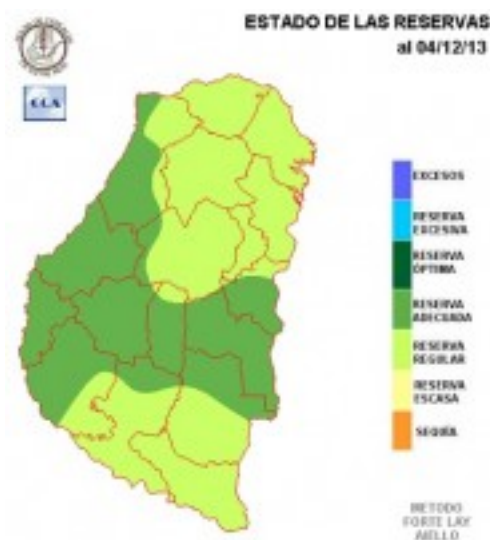 ESTADO DE LAS RESERVAS
al 04/12/13
CCA
EXCESOS
RESERVA
EXCESIVA
RESERVA
ÓPTIMA
RESERVA
ADECUADA
RESERVA
REGULAR
RESERVA
ESCASA
SEQUÍA
METODO
FORTE LAY
AIELLO